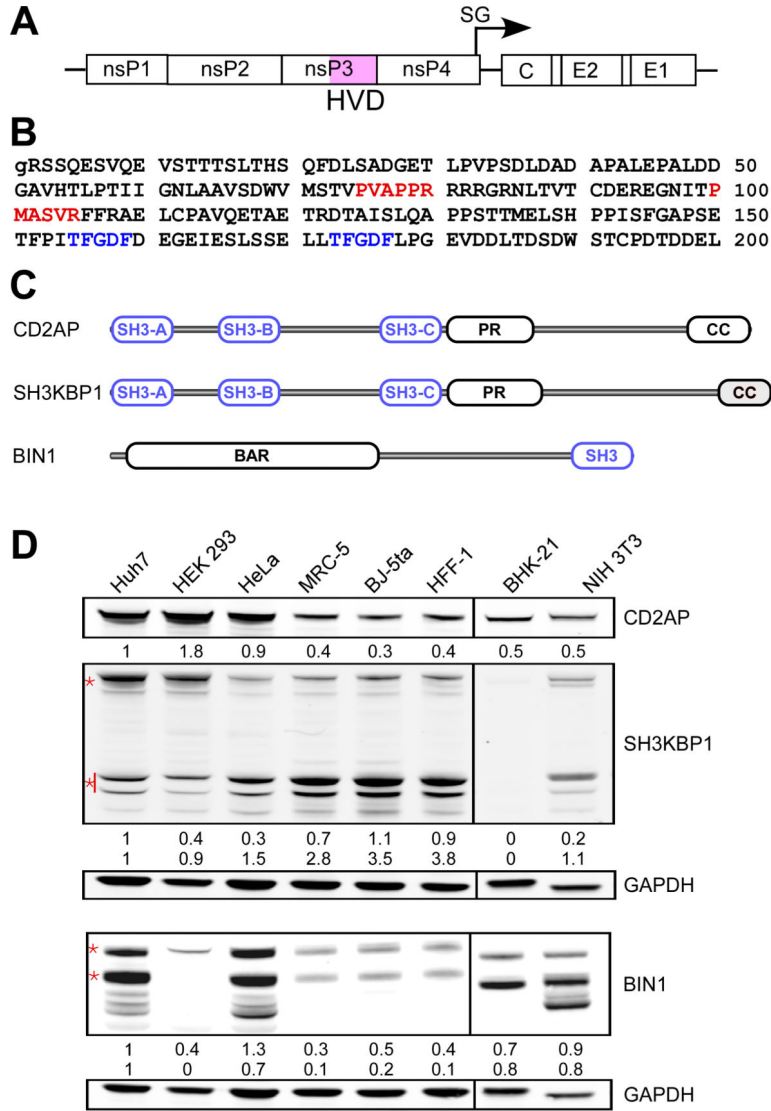 A
SG
nsP1 nsP2 nsP3 nsP4 C E2 E1
HVD
B
gRSSQESVQE VSTTTSLTHS QFDLSADGET LPVPSDLDAD APALEPALDD 50
GAVHTLPTII GNLAAVSDWV MSTVPVAPPR RRRGRNLTVT CDEREGNITP 100
MASVRFFRAE LCPAVQETAE TRDTAISLQA PPSTTMELSH PPISFGAPSE 150
TFPITFGDFD EGEIESLSSE LLTFGDFLPG EVDDLTDSDW STCPDTDDEL 200
C
CD2AP SH3-A SH3-B SH3-C PR CC
SH3KBP1 SH3-A SH3-B SH3-C PR CC
BIN1 BAR SH3
D
Huh7 HEK 293 HeLa MRC-5 BJ-5ta HFF-1 BHK-21 NIH 3T3
CD2AP
1 1.8 0.9 0.4 0.3 0.4 0.5 0.5
*
SH3KBP1
*
1 0.4 0.3 0.7 1.1 0.9 0 0.2
1 0.9 1.5 2.8 3.5 3.8 0 1.1
GAPDH
*
*
BIN1
1 0.4 1.3 0.3 0.5 0.4 0.7 0.9
1 0 0.7 0.1 0.2 0.1 0.8 0.8
GAPDH